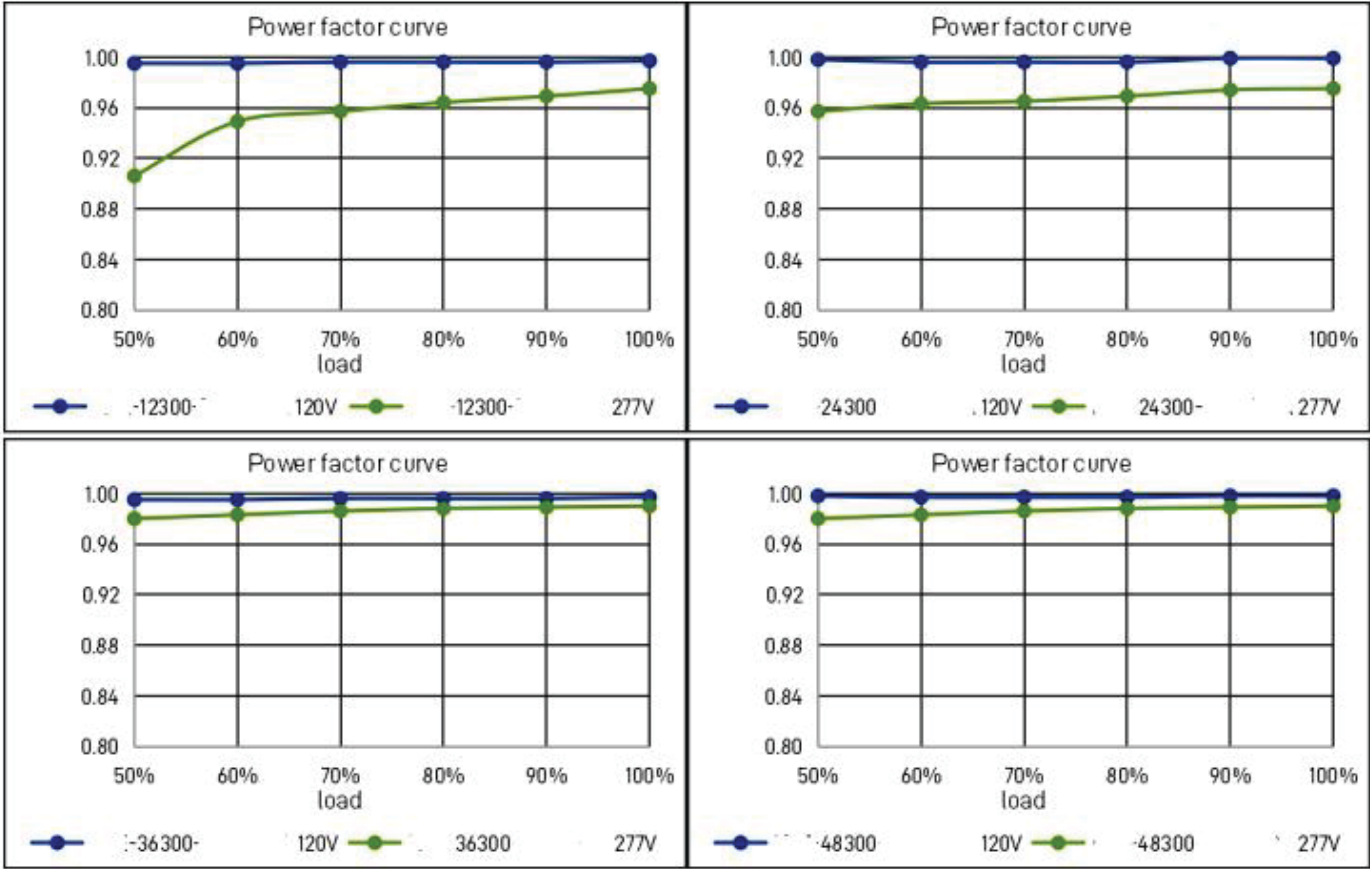 Power factor curve
1.00
0.96
0.92
0.88
0.84
0.80
50% 60% 70% 80% 90% 100%
load
-12300- 120V -12300- 277V
Power factor curve
1.00
0.96
0.92
0.88
0.84
0.80
50% 60% 70% 80% 90% 100%
load
24300 120V 24300- 277V
Power factor curve
1.00
0.96
0.92
0.88
0.84
0.80
50% 60% 70% 80% 90% 100%
load
-36300- 120V 36300 277V
Power factor curve
1.00
0.96
0.92
0.88
0.84
0.80
50% 60% 70% 80% 90% 100%
load
-48300 120V -48300 277V